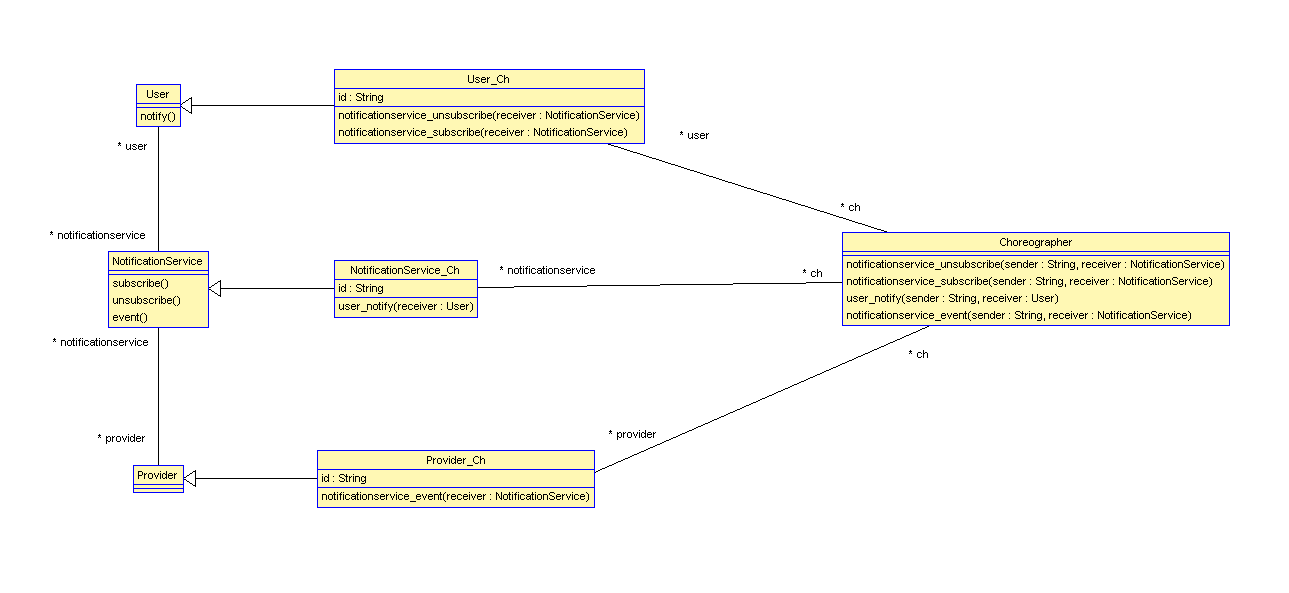 User_Ch
id : String
notificationservice_unsubscribe(receiver : NotificationService)
notificationservice_subscribe(receiver : NotificationService)
User
notify()
* user
* user
* ch
* notificationservice
Choreographer
notificationservice_unsubscribe(sender : String, receiver : NotificationService)
notificationservice_subscribe(sender : String, receiver : NotificationService)
user_notify(sender : String, receiver : User)
notificationservice_event(sender : String, receiver : NotificationService)
NotificationService
subscribe()
unsubscribe()
event()
NotificationService_Ch
id : String
user_notify(receiver : User)
* notificationservice
* ch
* notificationservice
* ch
* provider
* provider
Provider
Provider_Ch
id : String
notificationservice_event(receiver : NotificationService)